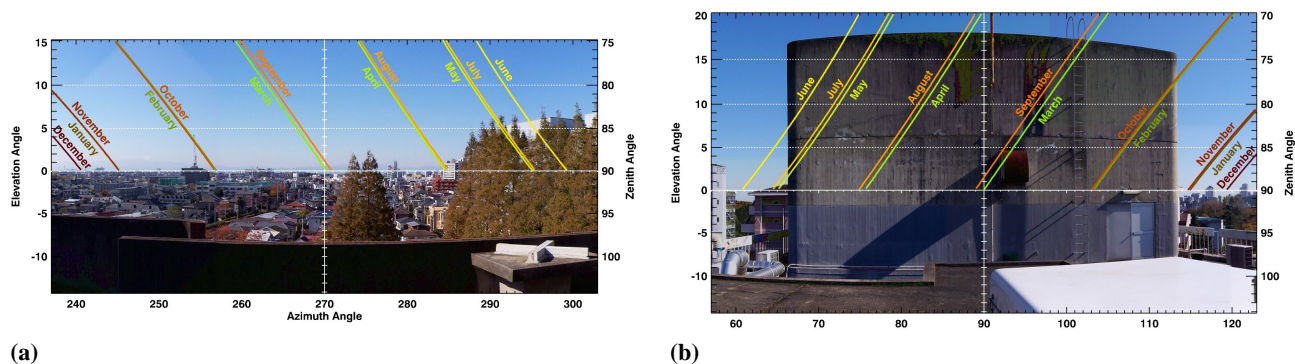 15
10
5
0
-5
-10
Elevation Angle
75
80
85
90
95
100
Zenith Angle
November
January
December
October
February
September
March
August
April
July
May
June
240
250
260
270
280
290
300
Azimuth Angle
(a)
20
15
10
5
0
-5
-10
Elevation Angle
70
75
80
85
90
95
100
Zenith Angle
June
July
May
August
April
September
March
October
February
November
January
December
60
70
80
90
100
110
120
(b)